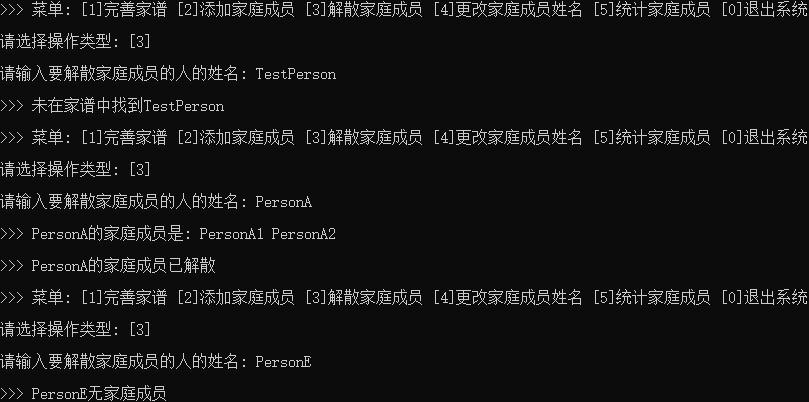 >>> 菜单: [1]完善家谱 [2]添加家庭成员 [3]解散家庭成员 [4]更改家庭成员姓名 [5]统计家庭成员 [0]退出系统
请选择操作类型: [3]
请输入要解散家庭成员的人的姓名: TestPerson
>>> 未在家谱中找到TestPerson
>>> 菜单: [1]完善家谱 [2]添加家庭成员 [3]解散家庭成员 [4]更改家庭成员姓名 [5]统计家庭成员 [0]退出系统
请选择操作类型: [3]
请输入要解散家庭成员的人的姓名: PersonA
>>> PersonA的家庭成员是: PersonA1 PersonA2
>>> PersonA的家庭成员已解散
>>> 菜单: [1]完善家谱 [2]添加家庭成员 [3]解散家庭成员 [4]更改家庭成员姓名 [5]统计家庭成员 [0]退出系统
请选择操作类型: [3]
请输入要解散家庭成员的人的姓名: PersonE
>>> PersonE无家庭成员